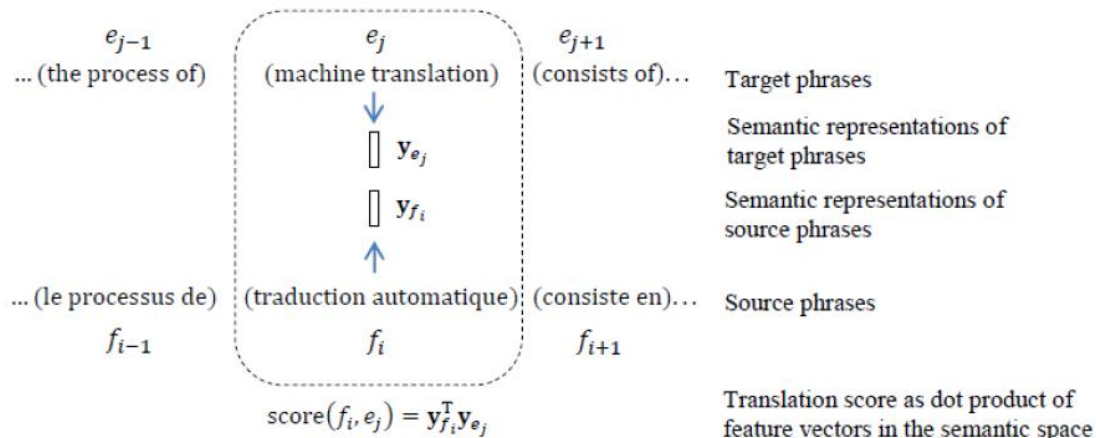 e_{j−1} e_j e_{j+1}
... (the process of) (machine translation) (consists of)... Target phrases
Semantic representations of
target phrases
y_{e_j}
y_{f_i}
Semantic representations of
source phrases
... (le processus de) (traduction automatique) (consiste en)... Source phrases
f_{i−1} f_i f_{i+1}
score(f_i, e_j) = y_{f_i}^T y_{e_j}
Translation score as dot product of
feature vectors in the semantic space